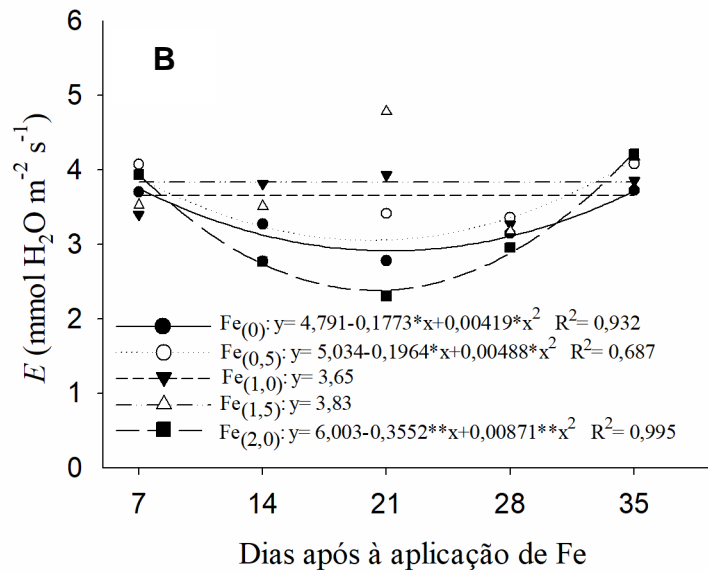 B
6
5
4
3
2
1
0
E (mmol H₂O m⁻² s⁻¹)
Fe(0): y= 4,791-0,1773*x+0,00419*x² R²= 0,932
Fe(0,5): y= 5,034-0,1964*x+0,00488*x² R²= 0,687
Fe(1,0): y= 3,65
Fe(1,5): y= 3,83
Fe(2,0): y= 6,003-0,3552**x+0,00871**x² R²= 0,995
7 14 21 28 35
Dias após à aplicação de Fe